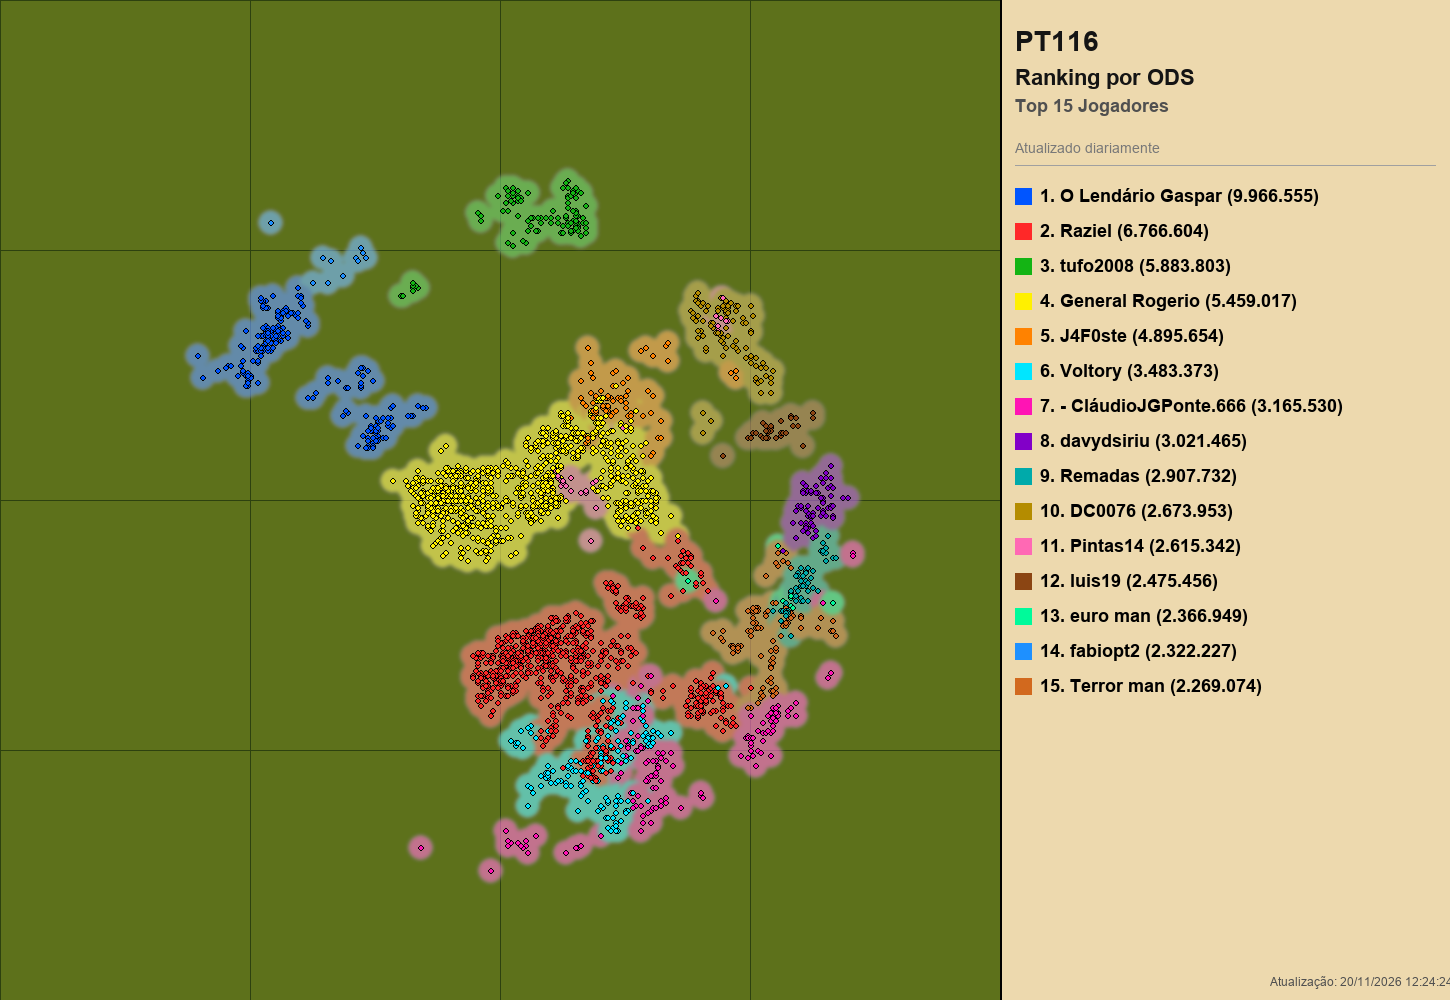 PT116
Ranking por ODS
Top 15 Jogadores
Atualizado diariamente
1. O Lendário Gaspar (9.966.555)
2. Raziel (6.766.604)
3. tufo2008 (5.883.803)
4. General Rogerio (5.459.017)
5. J4F0ste (4.895.654)
6. Voltory (3.483.373)
7. - CláudioJGPonte.666 (3.165.530)
8. davydsiriu (3.021.465)
9. Remadas (2.907.732)
10. DC0076 (2.673.953)
11. Pintas14 (2.615.342)
12. luis19 (2.475.456)
13. euro man (2.366.949)
14. fabiopt2 (2.322.227)
15. Terror man (2.269.074)
Atualização: 20/11/2026 12:24:24